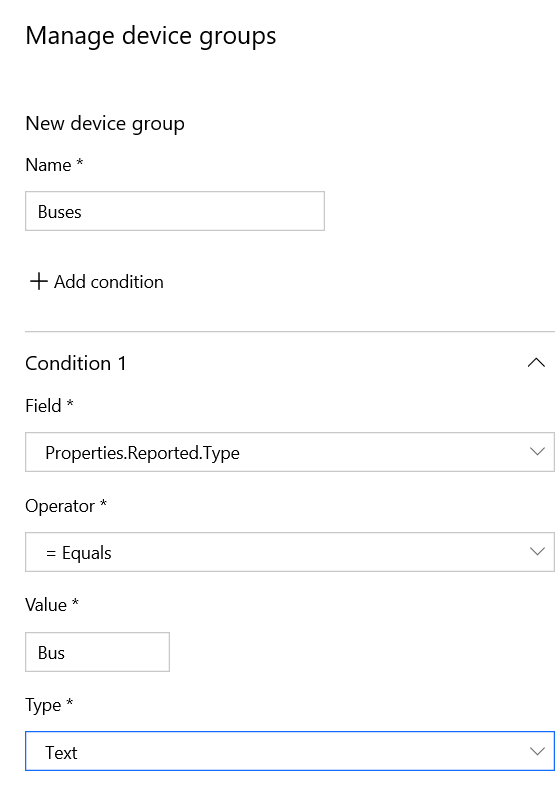 Manage device groups
New device group
Name *
Buses
+ Add condition
Condition 1
Field *
Properties.Reported.Type
Operator *
= Equals
Value *
Bus
Type *
Text